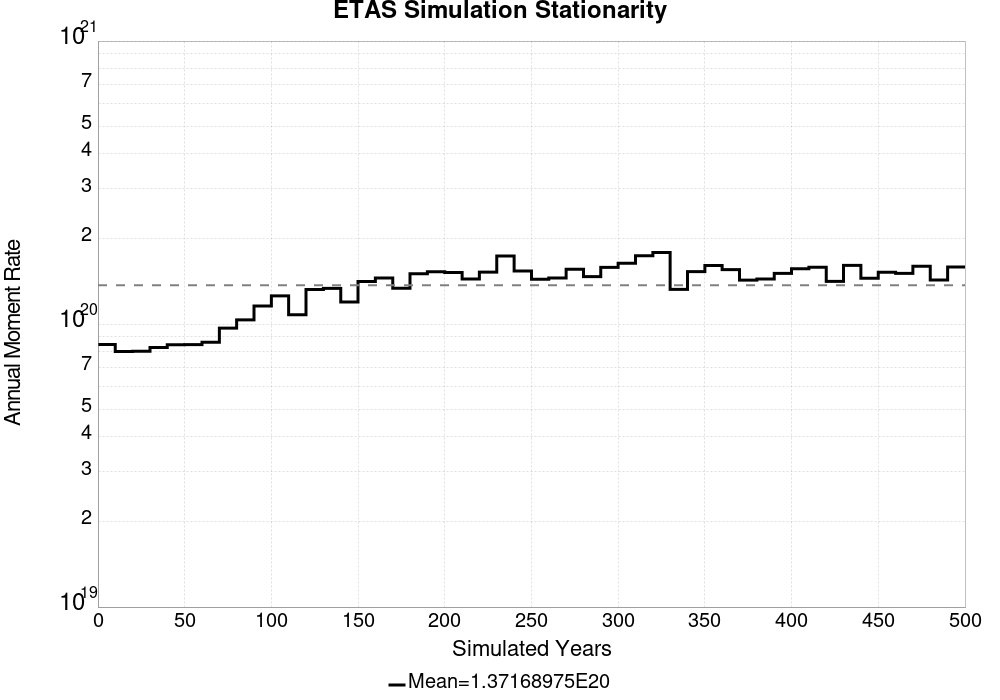 ETAS Simulation Stationarity
10^21
7
5
4
3
2
10^20
7
5
4
3
2
10^19
Annual Moment Rate
0 50 100 150 200 250 300 350 400 450 500
Simulated Years
Mean=1.37168975E20